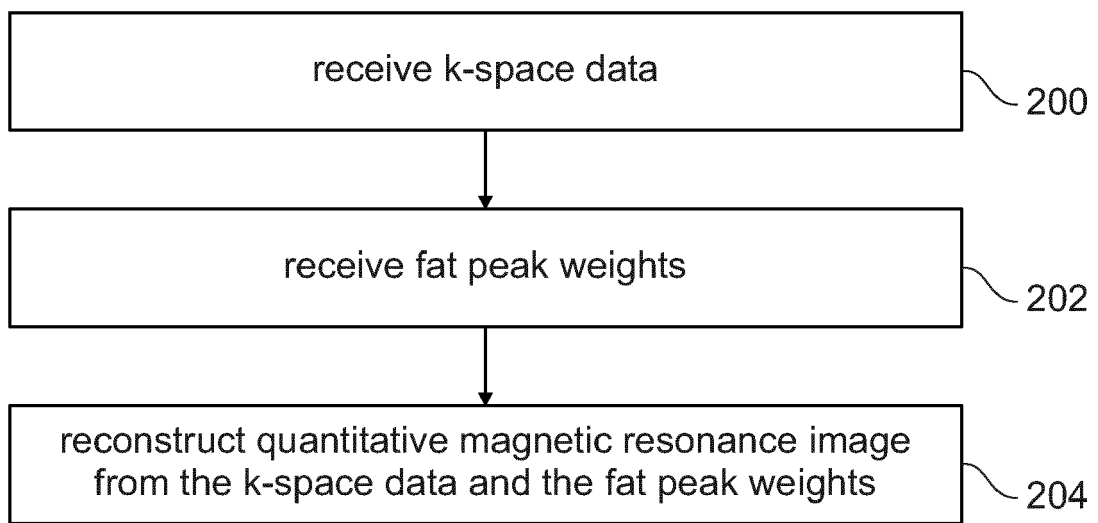 receive k-space data
200
receive fat peak weights
202
reconstruct quantitative magnetic resonance image
from the k-space data and the fat peak weights
204